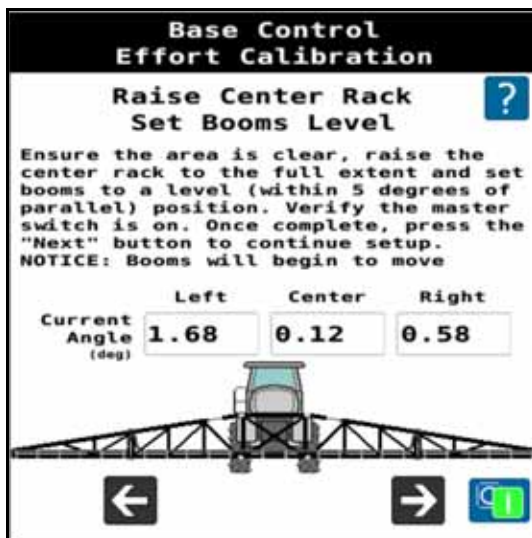 Base Control
Effort Calibration
Raise Center Rack
Set Booms Level
?
Ensure the area is clear, raise the
center rack to the full extent and set
booms to a level (within 5 degrees of
parallel) position. Verify the master
switch is on. Once complete, press the
"Next" button to continue setup.
NOTICE: Booms will begin to move
Left Center Right
Current
Angle 1.68 0.12 0.58
(deg)